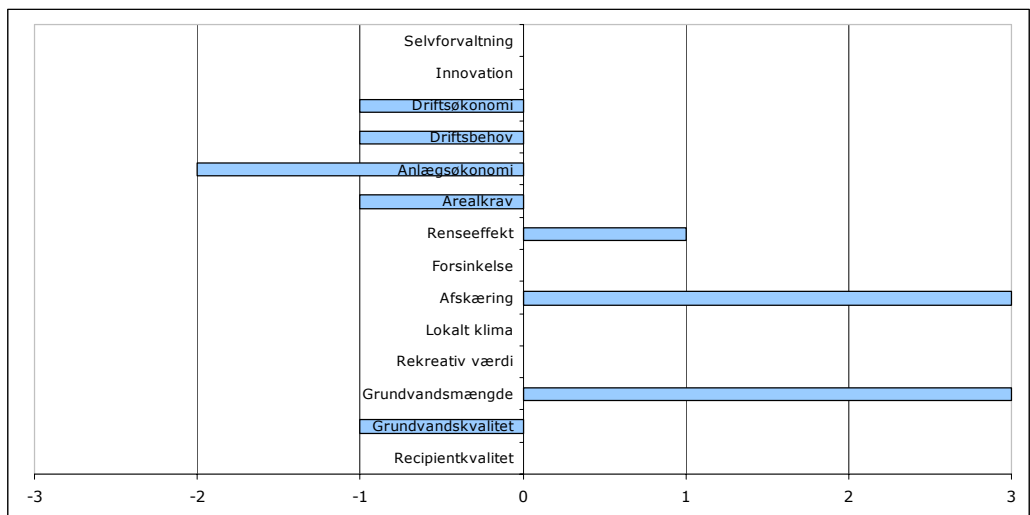 Selvforvaltning
Innovation
Driftsøkonomi
Driftsbehov
Anlægsøkonomi
Arealkrav
Renseeffekt
Forsinkelse
Afskæring
Lokalt klima
Rekreativ værdi
Grundvandsmængde
Grundvandskvalitet
Recipientkvalitet
-3 -2 -1 0 1 2 3